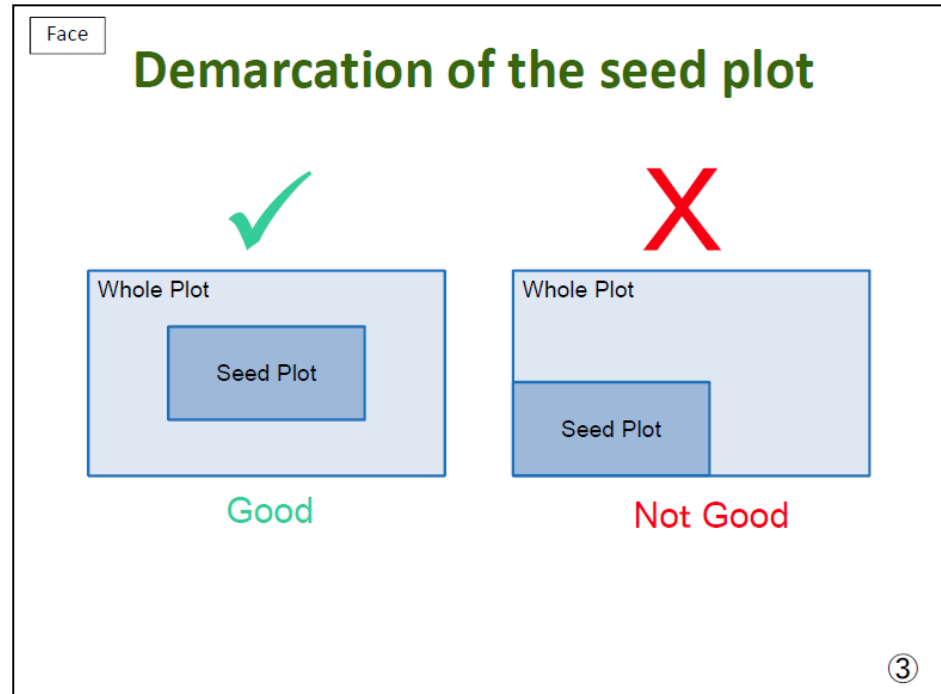 Face
Demarcation of the seed plot
Whole Plot
Seed Plot
Good
X
Whole Plot
Seed Plot
Not Good
③